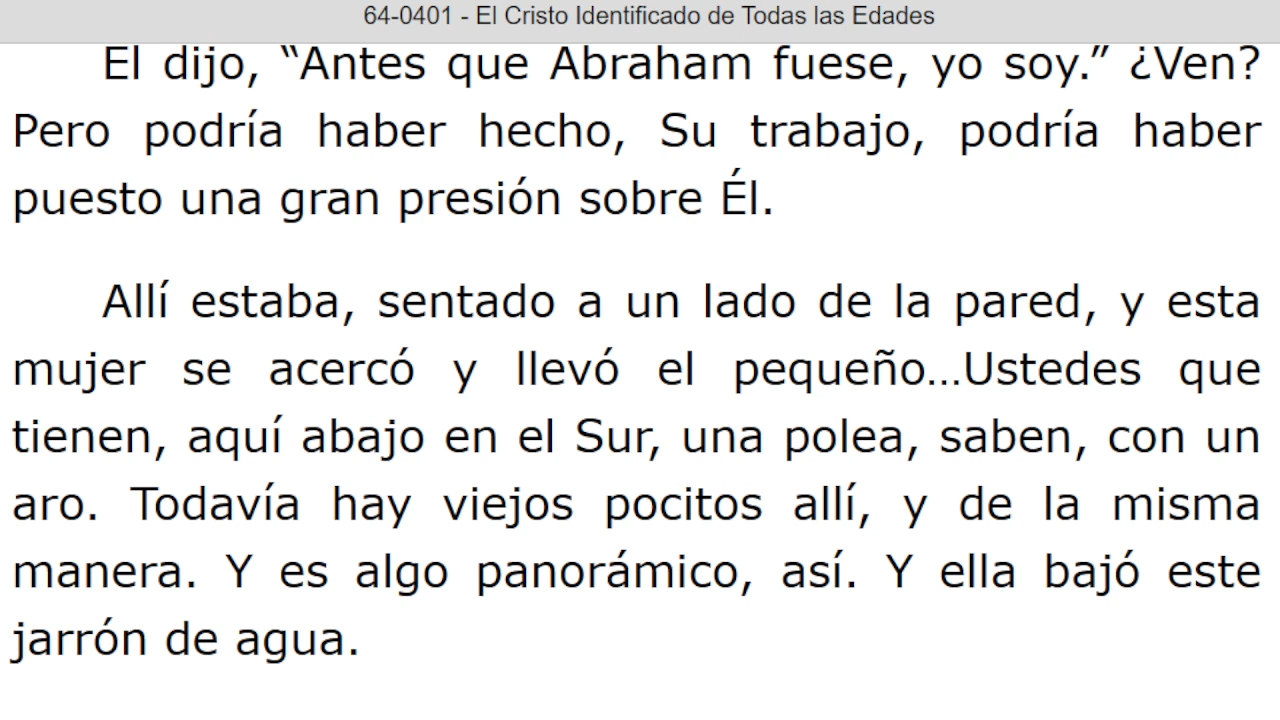 64-0401 - El Cristo Identificado de Todas las Edades
El dijo, “Antes que Abraham fuese, yo soy.” ¿Ven?
Pero podría haber hecho, Su trabajo, podría haber
puesto una gran presión sobre Él.
Allí estaba, sentado a un lado de la pared, y esta
mujer se acercó y llevó el pequeño...Ustedes que
tienen, aquí abajo en el Sur, una polea, saben, con un
aro. Todavía hay viejos pocitos allí, y de la misma
manera. Y es algo panorámico, así. Y ella bajó este
jarrón de agua.